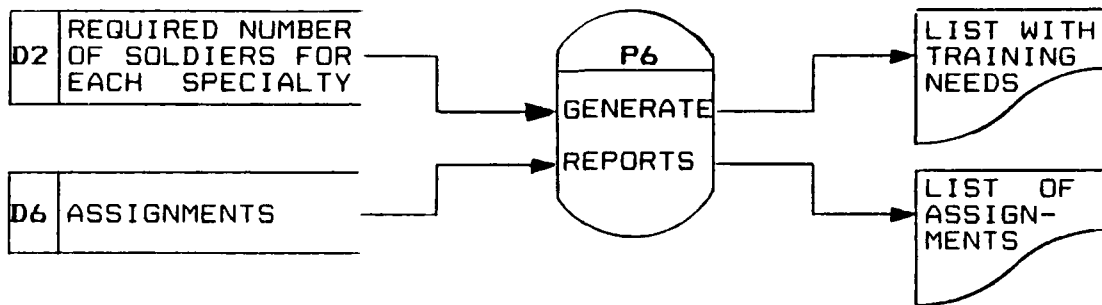 D2
REQUIRED NUMBER
OF SOLDIERS FOR
EACH SPECIALTY
P6
GENERATE
REPORTS
LIST WITH
TRAINING
NEEDS
D6
ASSIGNMENTS
LIST OF
ASSIGN-
MENTS